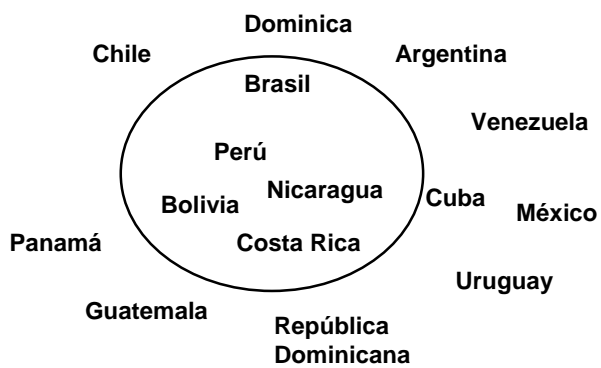 Dominica
Chile
Argentina
Brasil
Venezuela
Perú
Nicaragua
Bolivia
Cuba
México
Panamá
Costa Rica
Uruguay
Guatemala
República
Dominicana